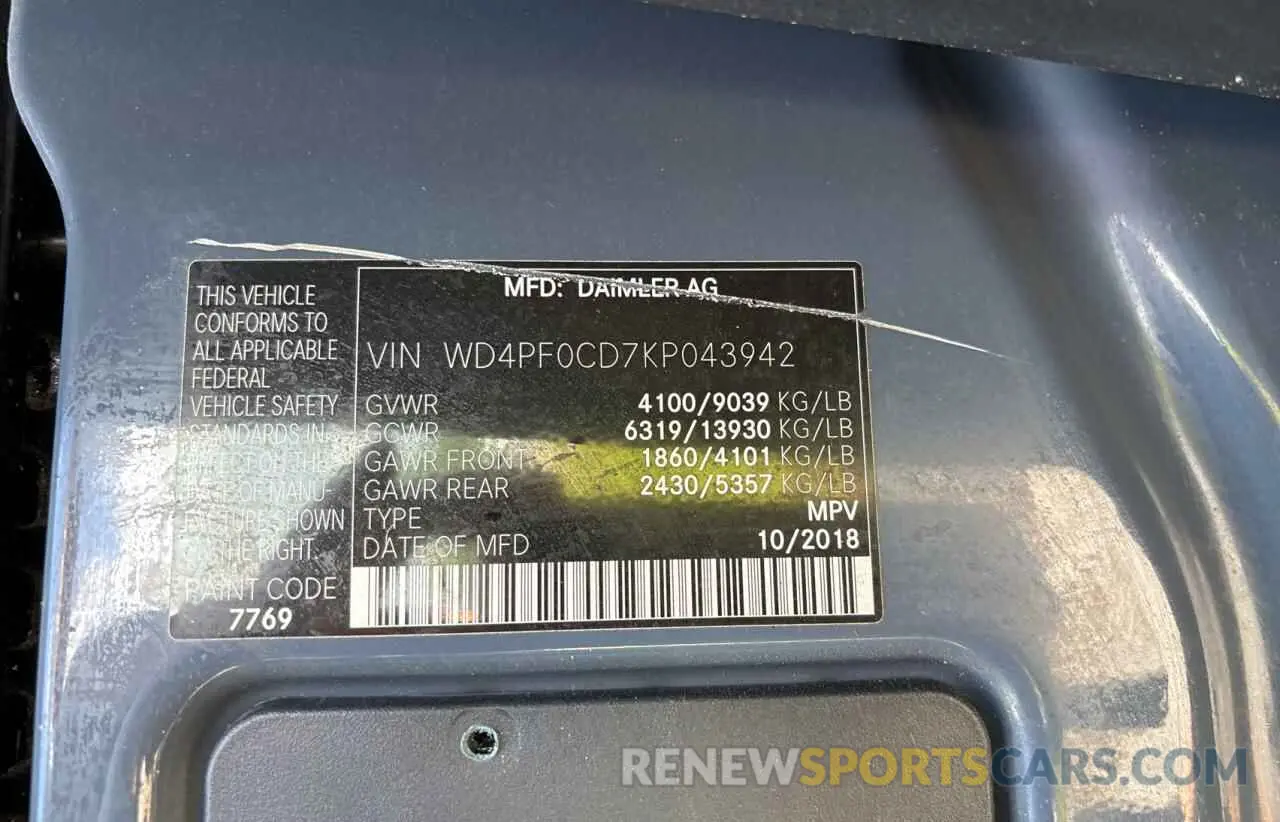 THIS VEHICLE
CONFORMS TO
ALL APPLICABLE
FEDERAL
VEHICLE SAFETY
STANDARDS IN
EFFECT FOR THE
DATE OF MANU-
FACTURE SHOWN
ON THE RIGHT.
PAINT CODE
7769
MFD: DAIMLER AG
VIN WD4PF0CD7KP043942
GVWR 4100/9039 KG/LB
GCWR 6319/13930 KG/LB
GAWR FRONT 1860/4101 KG/LB
GAWR REAR 2430/5357 KG/LB
TYPE MPV
DATE OF MFD 10/2018
RENEWSPORTSCARS.COM